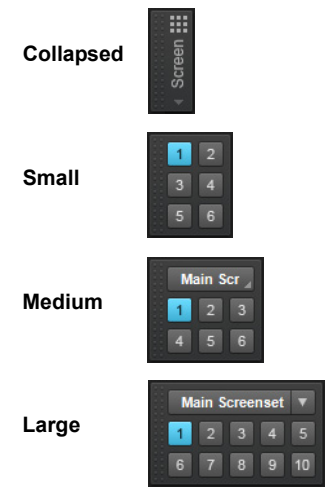 Collapsed
Screen
Small
1 2
3 4
5 6
Medium
Main Scr
1 2 3
4 5 6
Large
Main Screenset
1 2 3 4 5
6 7 8 9 10